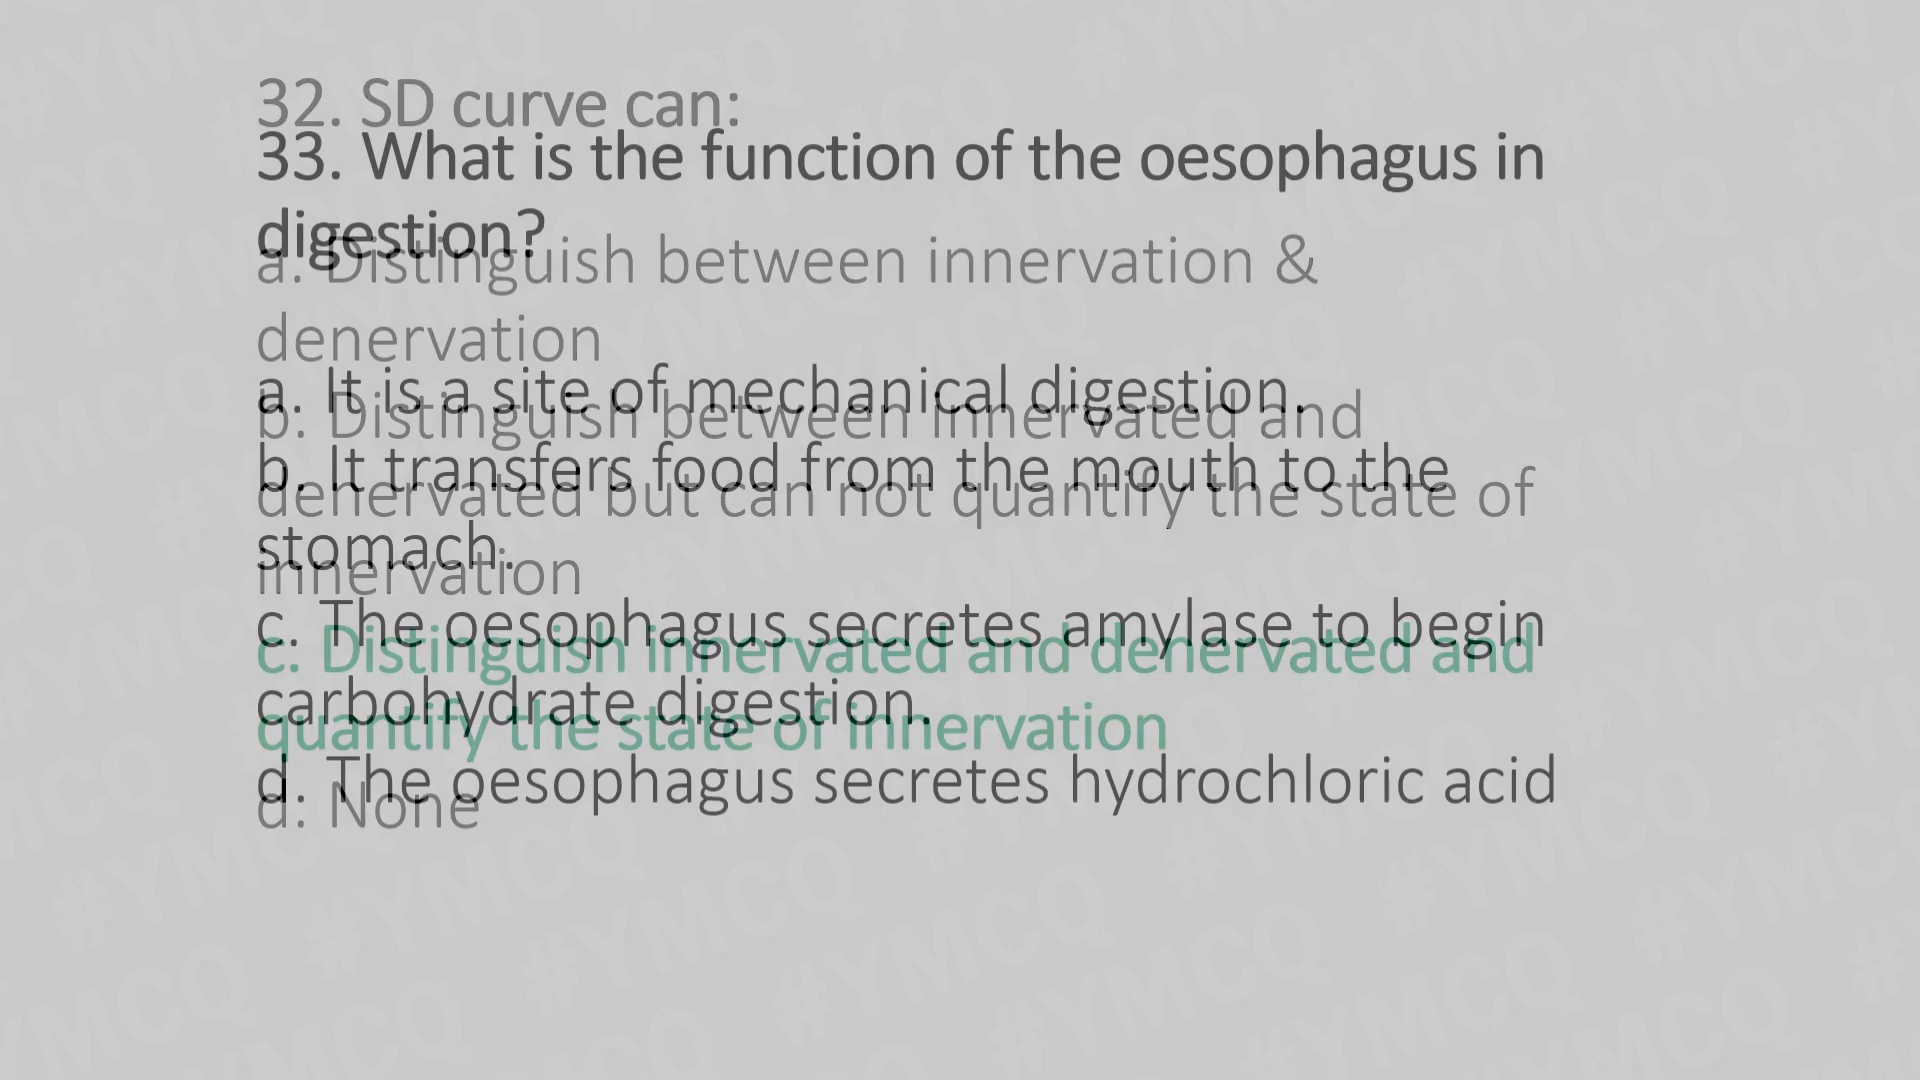 32. SD curve can:
33. What is the function of the oesophagus in
digestion?
a. Distinguish between innervation &
denervation
a. It is a site of mechanical digestion.
b. Distinguish between innervated and
b. It transfers food from the mouth to the
denervated but can not quantify the state of
stomach.
innervation
c. The oesophagus secretes amylase to begin
c. Distinguish innervated and denervated and
carbohydrate digestion.
quantify the state of innervation
d. The oesophagus secretes hydrochloric acid
d. None
#YMCQ